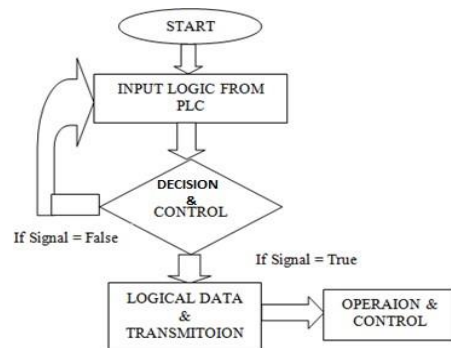 START
INPUT LOGIC FROM
PLC
DECISION
&
CONTROL
If Signal = False
If Signal = True
LOGICAL DATA
&
TRANSMITOION
OPERAION &
CONTROL